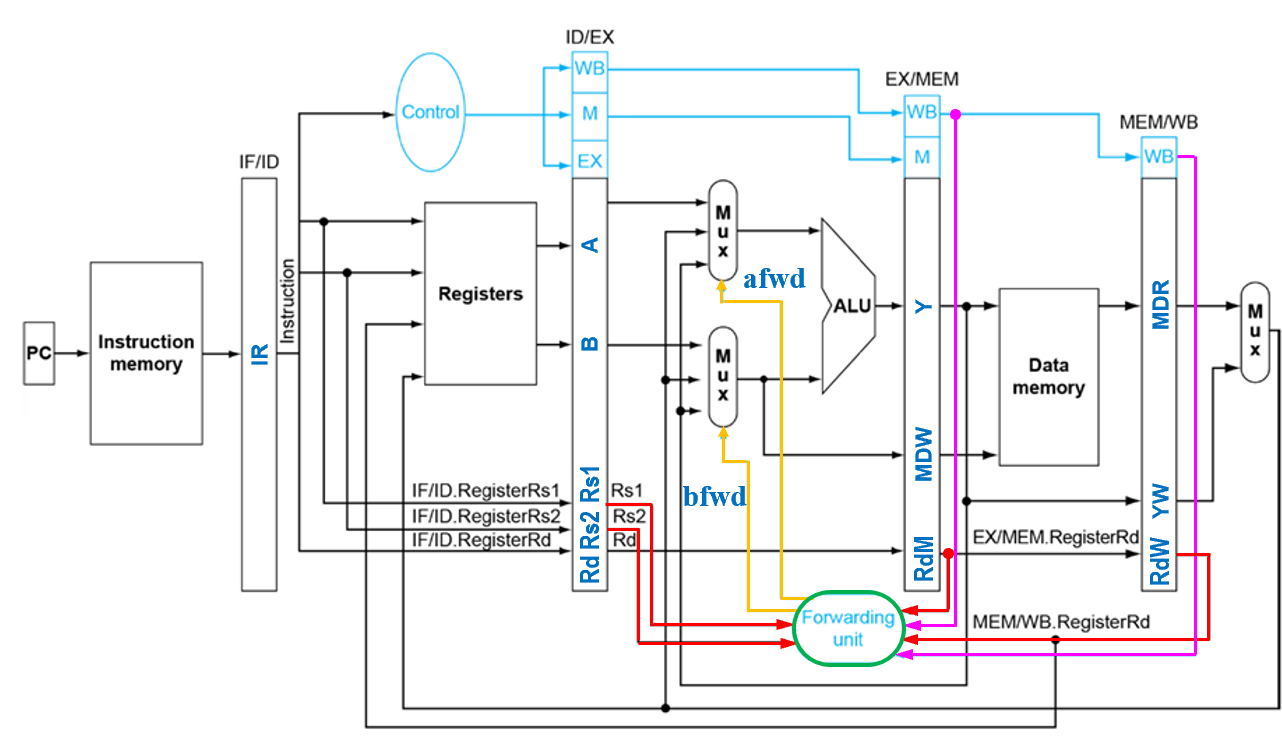 ID/EX
WB
EX/MEM
Control
M
WB
MEM/WB
IF/ID
EX
M
WB
Mux
Instruction
Registers
A
afwd
PC
Instruction
memory
IR
B
Mux
ALU
Y
Data
memory
MDR
Mux
MDW
YW
bfwd
IF/ID.RegisterRs1
Rs1
Rs1
IF/ID.RegisterRs2
Rs2
Rs2
IF/ID.RegisterRd
Rd
Rd
RdM
EX/MEM.RegisterRd
RdW
Forwarding
unit
MEM/WB.RegisterRd